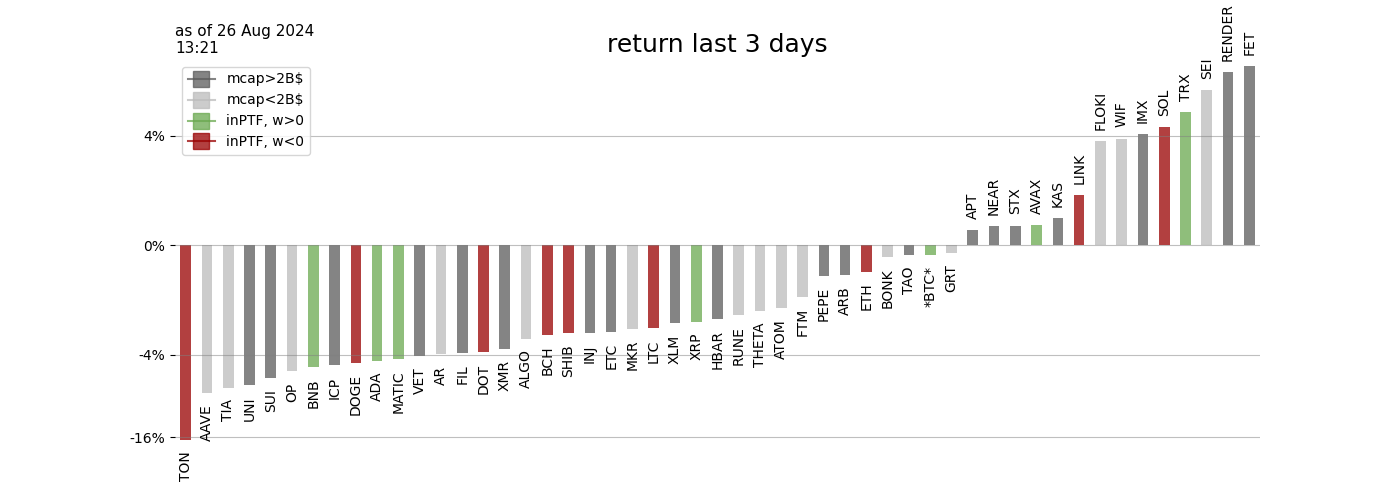 as of 26 Aug 2024
13:21
return last 3 days
mcap>2B$
mcap<2B$
inPTF, w>0
inPTF, w<0
4%
0%
-4%
-16%
TON
AAVE
TIA
UNI
SUI
OP
BNB
ICP
DOGE
ADA
MATIC
VET
AR
FIL
DOT
XMR
ALGO
BCH
SHIB
INJ
ETC
MKR
LTC
XLM
XRP
HBAR
RUNE
THETA
ATOM
FTM
PEPE
ARB
ETH
BONK
TAO
*BTC*
GRT
APT
NEAR
STX
AVAX
KAS
LINK
FLOKI
WIF
IMX
SOL
TRX
SEI
RENDER
FET